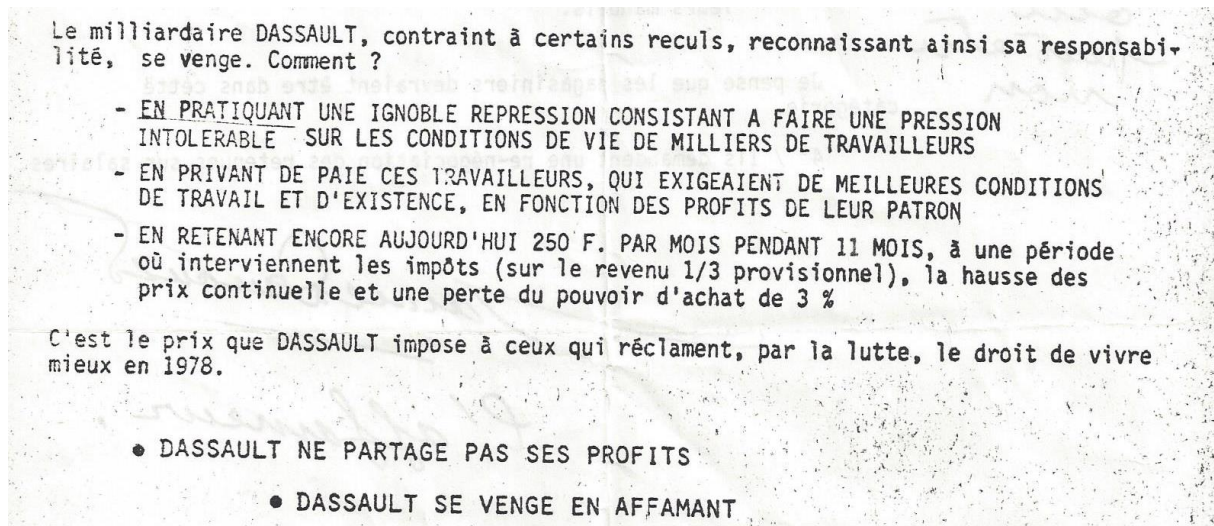 Le milliardaire DASSAULT, contraint à certains reculs, reconnaissant ainsi sa responsabi-
lité, se venge. Comment ?
- EN PRATIQUANT UNE IGNOBLE REPRESSION CONSISTANT A FAIRE UNE PRESSION
INTOLERABLE SUR LES CONDITIONS DE VIE DE MILLIERS DE TRAVAILLEURS
- EN PRIVANT DE PAIE CES TRAVAILLEURS, QUI EXIGEAIENT DE MEILLEURES CONDITIONS
DE TRAVAIL ET D'EXISTENCE, EN FONCTION DES PROFITS DE LEUR PATRON
- EN RETENANT ENCORE AUJOURD'HUI 250 F. PAR MOIS PENDANT 11 MOIS, à une période
où interviennent les impôts (sur le revenu 1/3 provisionnel), la hausse des
prix continuelle et une perte du pouvoir d'achat de 3 %
C'est le prix que DASSAULT impose à ceux qui réclament, par la lutte, le droit de vivre
mieux en 1978.
● DASSAULT NE PARTAGE PAS SES PROFITS
● DASSAULT SE VENGE EN AFFAMANT